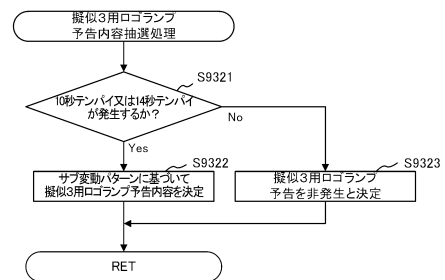 擬似３用ロゴランプ
予告内容抽選処理
S9321
10秒テンパイ又は14秒テンパイ
が発生するか？
No
Yes
S9322
サブ変動パターンに基づいて
擬似３用ロゴランプ予告内容を決定
S9323
擬似３用ロゴランプ
予告を非発生と決定
RET